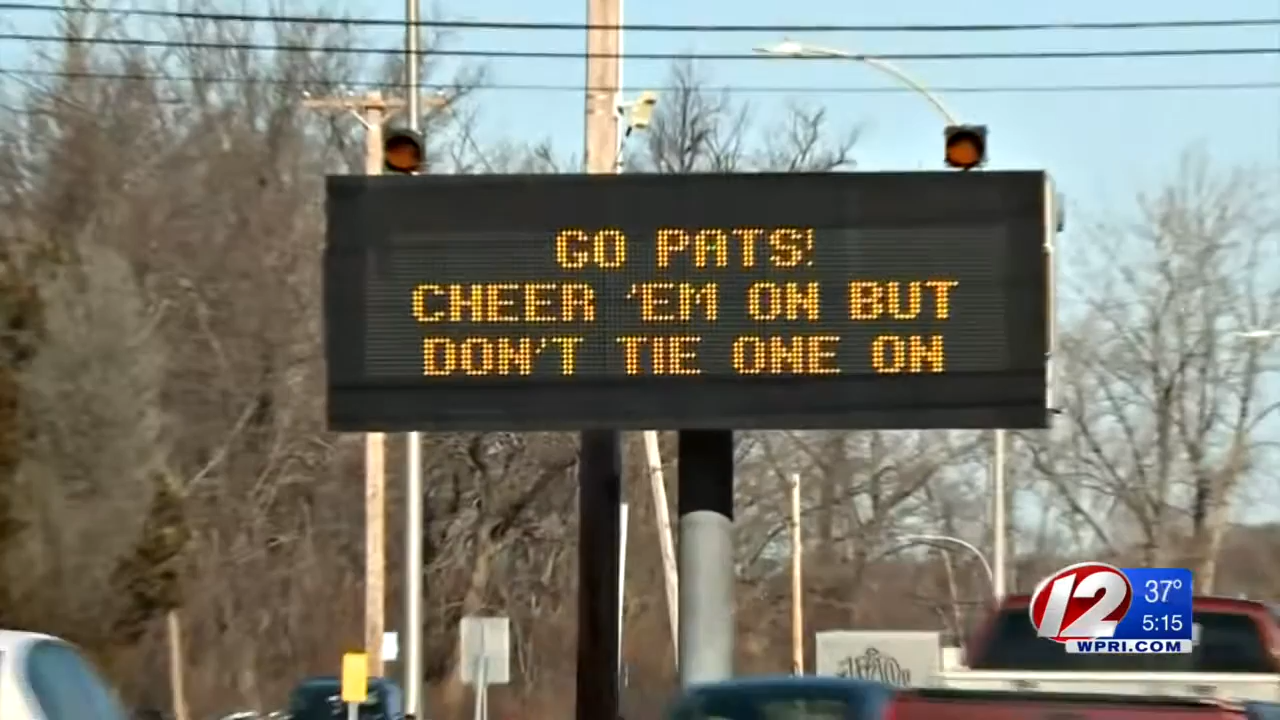 GO PATS!
CHEER 'EM ON BUT
DON'T TIE ONE ON
12
37°
5:15
WPRI.COM